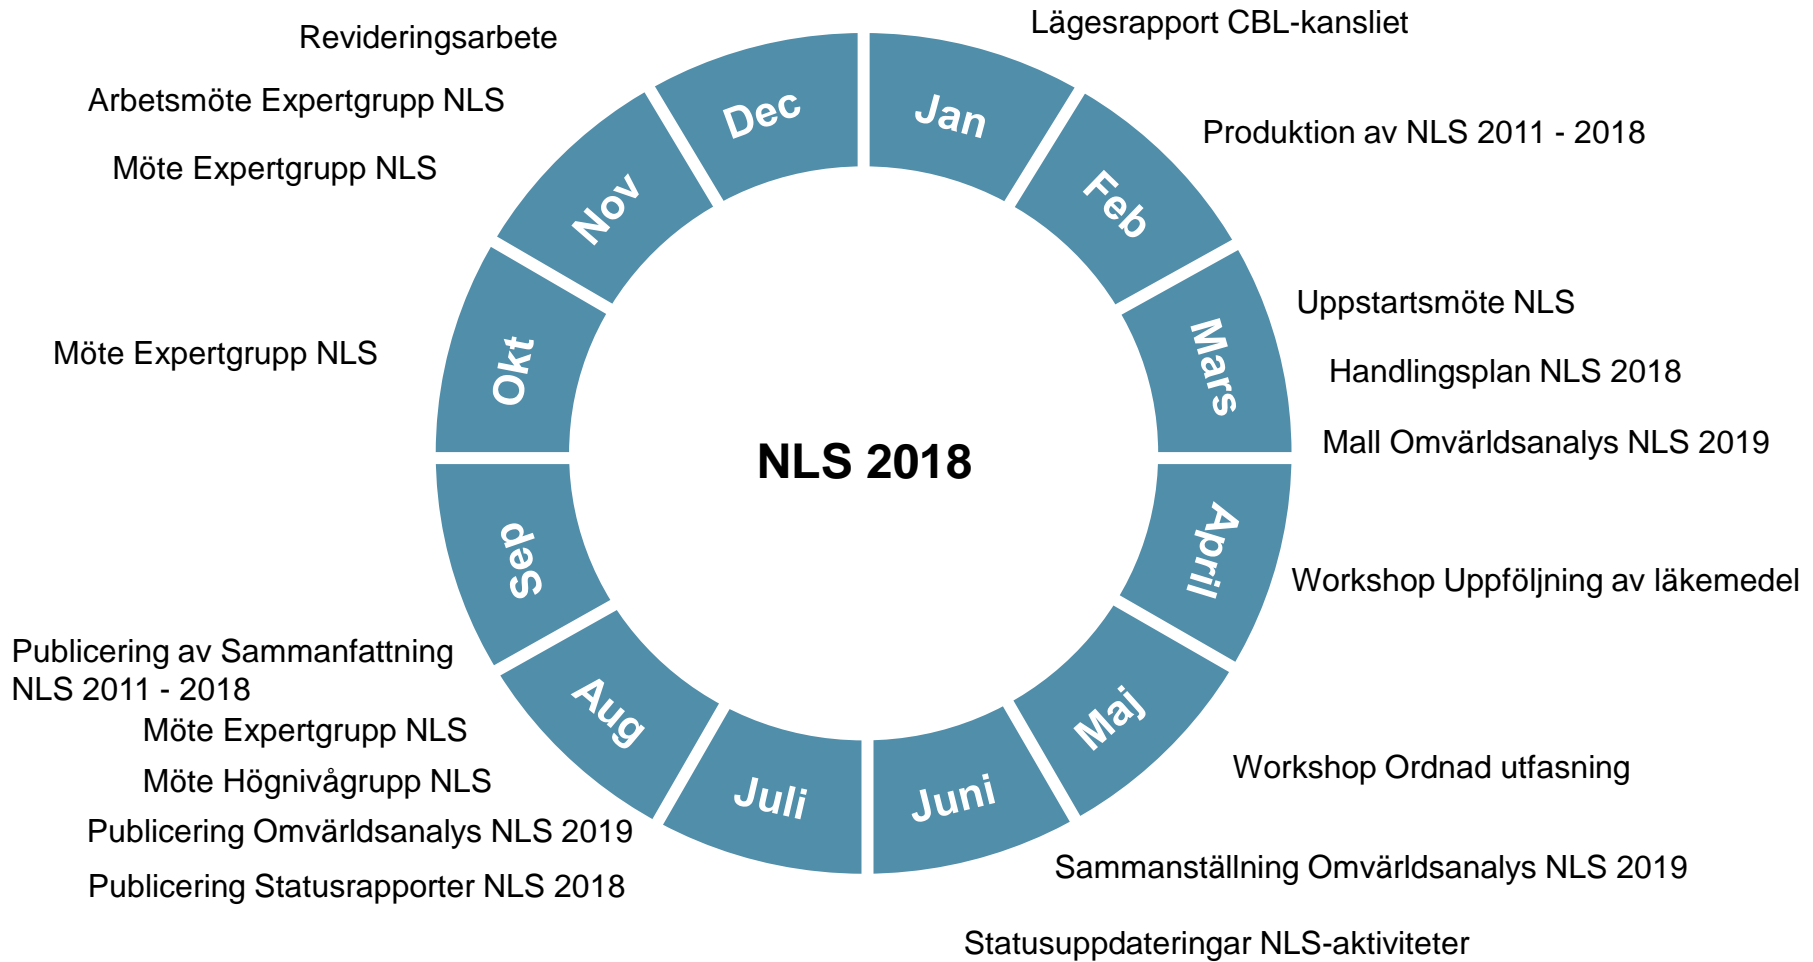 Lägesrapport CBL-kansliet
Revideringsarbete
Arbetsmöte Expertgrupp NLS
Möte Expertgrupp NLS
Produktion av NLS 2011 - 2018
Dec
Jan
Nov
Feb
Uppstartsmöte NLS
Handlingsplan NLS 2018
Mall Omvärldsanalys NLS 2019
Möte Expertgrupp NLS
Okt
Mars
NLS 2018
Sep
April
Workshop Uppföljning av läkemedel
Publicering av Sammanfattning
NLS 2011 - 2018
Möte Expertgrupp NLS
Möte Högnivågrupp NLS
Publicering Omvärldsanalys NLS 2019
Publicering Statusrapporter NLS 2018
Aug
Maj
Juli
Juni
Workshop Ordnad utfasning
Sammanställning Omvärldsanalys NLS 2019
Statusuppdateringar NLS-aktiviteter